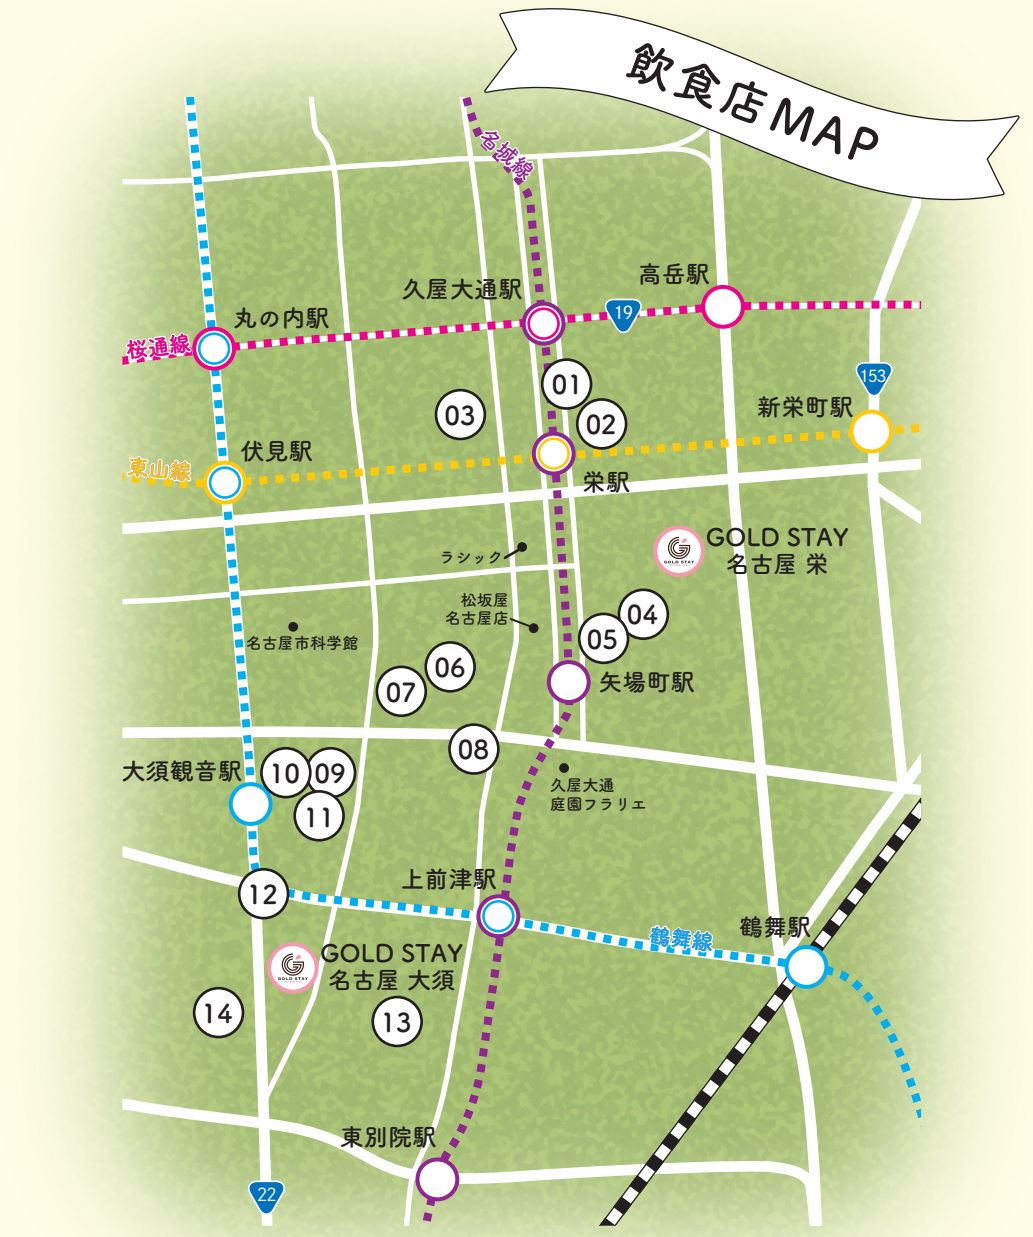 飲食店MAP
名城線
高岳駅
久屋大通駅
19
丸の内駅
桜通線
153
01
新栄町駅
03
02
伏見駅
東山線
栄駅
GOLD STAY
名古屋 栄
GOLD STAY
ラシック
松坂屋
名古屋店
04
05
名古屋市科学館
06
07
矢場町駅
08
大須観音駅
10
09
久屋大通
庭園フラリエ
11
上前津駅
12
鶴舞駅
鶴舞線
GOLD STAY
名古屋 大須
GOLD STAY
14
13
東別院駅
22